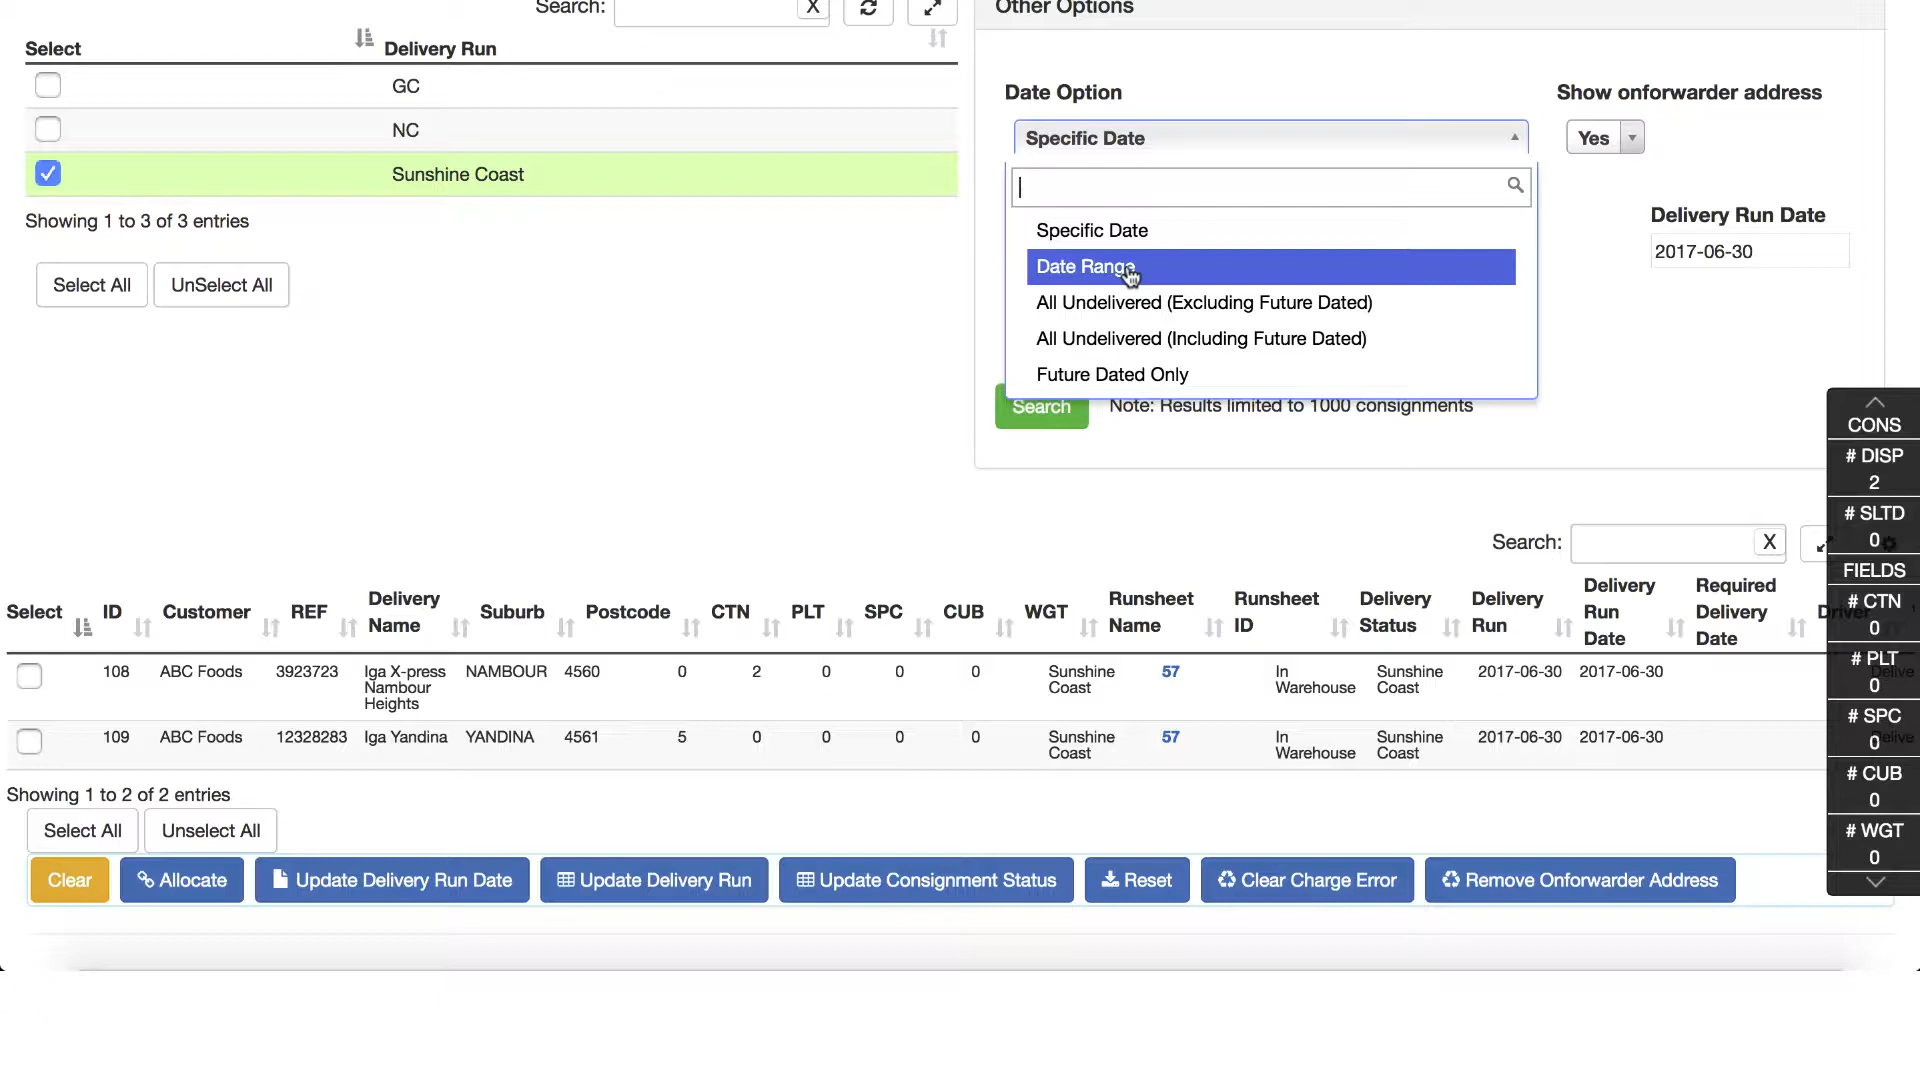 Search: X
Other Options
Select Delivery Run
GC
NC
Sunshine Coast
Showing 1 to 3 of 3 entries
Select All UnSelect All
Date Option
Specific Date
Specific Date
Date Range
All Undelivered (Excluding Future Dated)
All Undelivered (Including Future Dated)
Future Dated Only
Show onforwarder address
Yes
Delivery Run Date
2017-06-30
Search Note: Results limited to 1000 consignments
Search: X
Select ID Customer REF Delivery Name Suburb Postcode CTN PLT SPC CUB WGT Runsheet Name Runsheet ID Delivery Status Delivery Run Delivery Run Date Required Delivery Date Driver
108 ABC Foods 3923723 Iga X-press Nambour Heights NAMBOUR 4560 0 2 0 0 0 Sunshine Coast 57 In Warehouse Sunshine Coast 2017-06-30 2017-06-30
109 ABC Foods 12328283 Iga Yandina YANDINA 4561 5 0 0 0 0 Sunshine Coast 57 In Warehouse Sunshine Coast 2017-06-30 2017-06-30
Showing 1 to 2 of 2 entries
Select All Unselect All
Clear Allocate Update Delivery Run Date Update Delivery Run Update Consignment Status Reset Clear Charge Error Remove Onforwarder Address
CONS
# DISP
2
# SLTD
0
FIELDS
# CTN
0
# PLT
0
# SPC
0
# CUB
0
# WGT
0